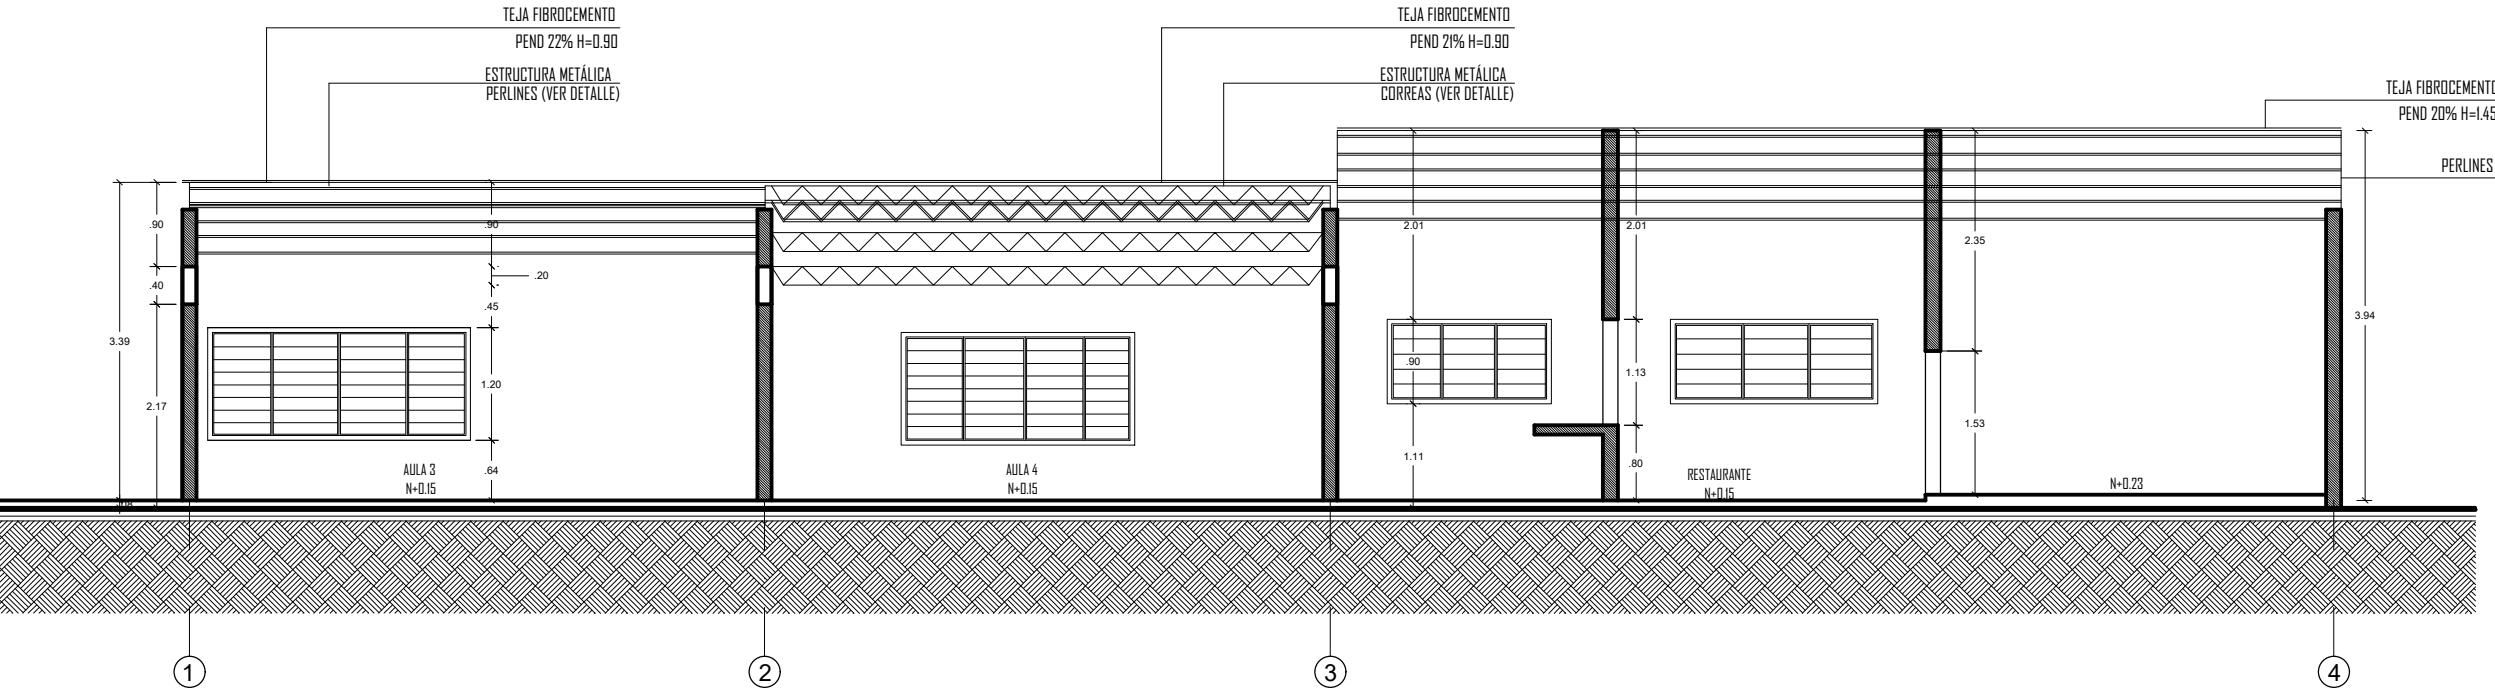 TEJA FIBROCEMENTO
PEND 22% H=0.90
ESTRUCTURA METÁLICA
PERLINES (VER DETALLE)
TEJA FIBROCEMENTO
PEND 21% H=0.90
ESTRUCTURA METÁLICA
CORREAS (VER DETALLE)
TEJA FIBROCEMENTO
PEND 20% H=1.45
PERLINES
.90
.40
3.39
2.17
.08
.90
.20
.45
1.20
.64
AULA 3
N+0.15
AULA 4
N+0.15
2.01
.90
1.11
2.01
1.13
.80
RESTAURANTE
N+0.15
2.35
1.53
N+0.23
3.94
1
2
3
4